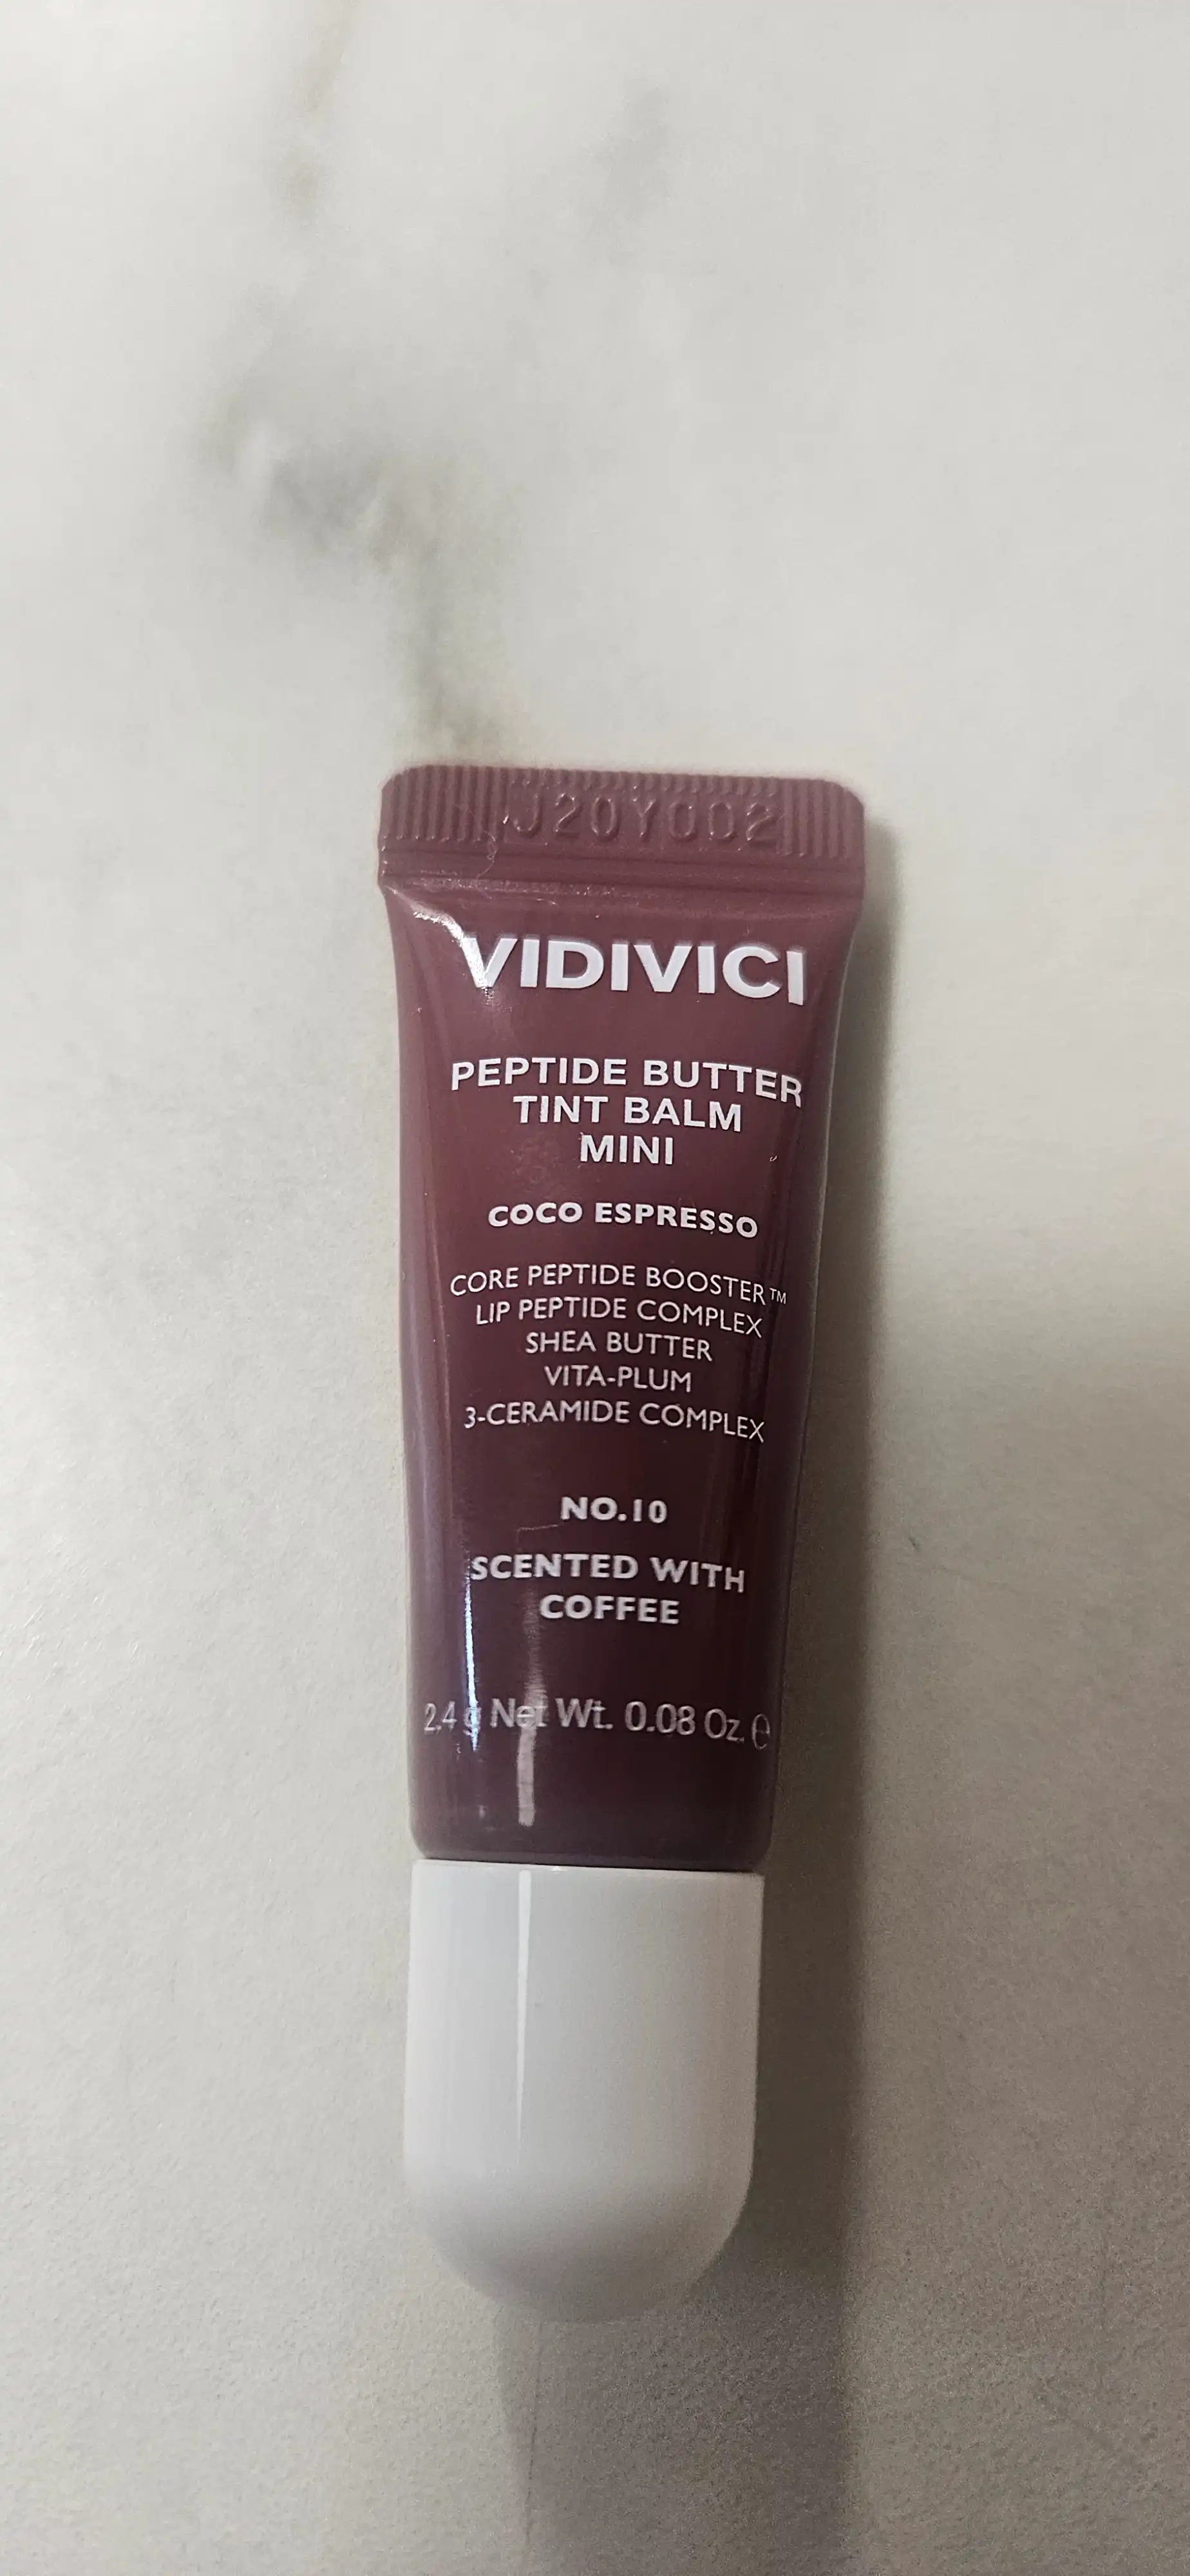 J20Y002
VIDIVICI
PEPTIDE BUTTER
TINT BALM
MINI
COCO ESPRESSO
CORE PEPTIDE BOOSTER™
LIP PEPTIDE COMPLEX
SHEA BUTTER
VITA-PLUM
3-CERAMIDE COMPLEX
NO.10
SCENTED WITH
COFFEE
2.4 g Net Wt. 0.08 Oz. ℮